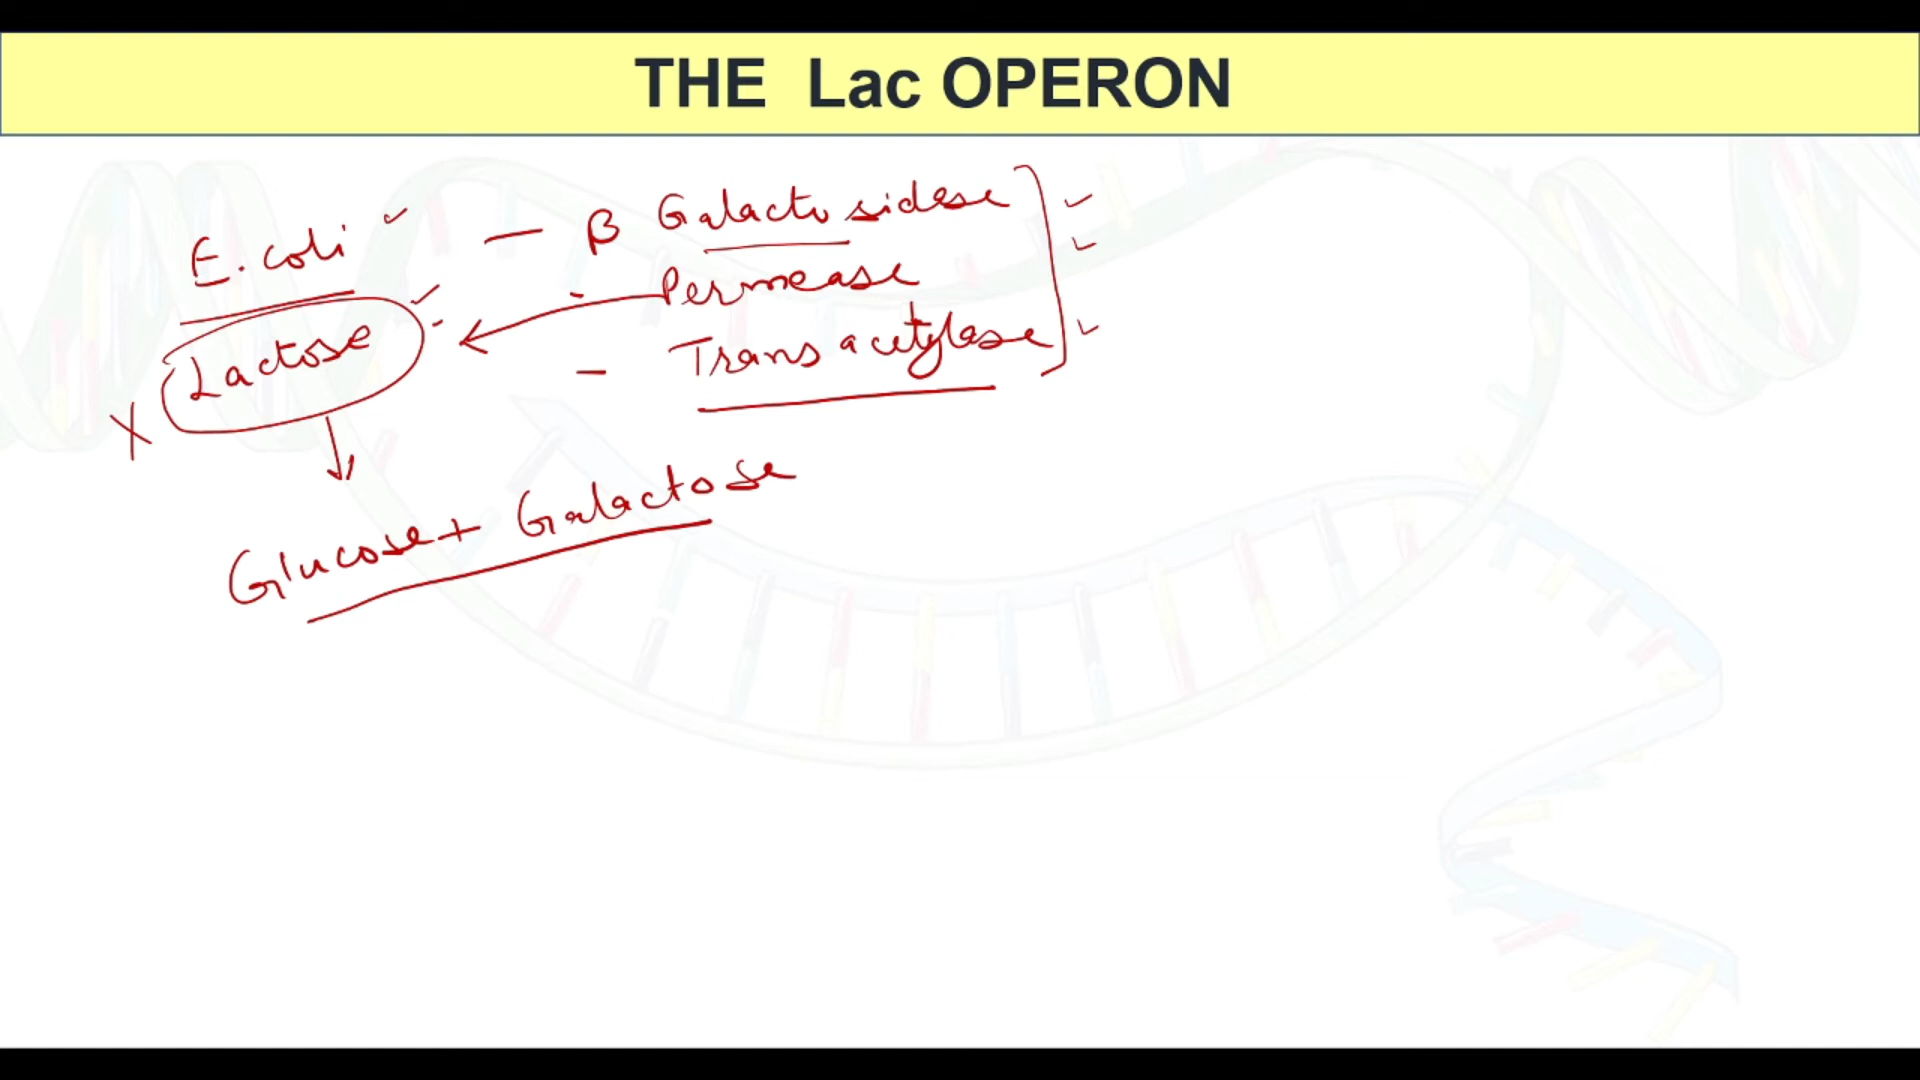 THE Lac OPERON
E.coli - β Galactosidase
- Permease
Lactose
- Transacetylase
X
Glucose + Galactose